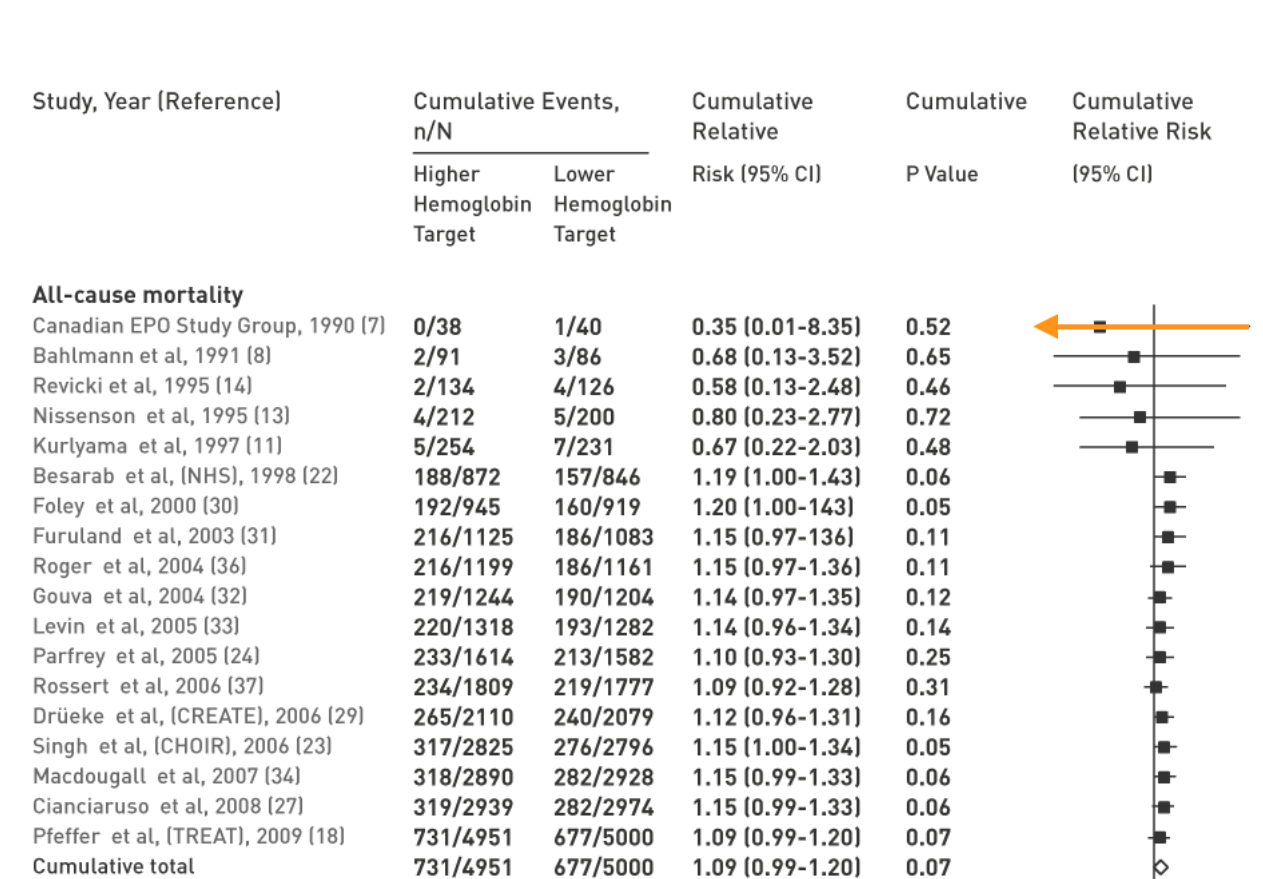 Study, Year (Reference) Cumulative Events, Cumulative Cumulative Cumulative
n/N Relative Relative Risk
Higher Lower Risk (95% CI) P Value (95% CI)
Hemoglobin Hemoglobin
Target Target
All-cause mortality
Canadian EPO Study Group, 1990 (7) 0/38 1/40 0.35 (0.01-8.35) 0.52
Bahlmann et al, 1991 (8) 2/91 3/86 0.68 (0.13-3.52) 0.65
Revicki et al, 1995 (14) 2/134 4/126 0.58 (0.13-2.48) 0.46
Nissenson et al, 1995 (13) 4/212 5/200 0.80 (0.23-2.77) 0.72
Kurlyama et al, 1997 (11) 5/254 7/231 0.67 (0.22-2.03) 0.48
Besarab et al, (NHS), 1998 (22) 188/872 157/846 1.19 (1.00-1.43) 0.06
Foley et al, 2000 (30) 192/945 160/919 1.20 (1.00-143) 0.05
Furuland et al, 2003 (31) 216/1125 186/1083 1.15 (0.97-136) 0.11
Roger et al, 2004 (36) 216/1199 186/1161 1.15 (0.97-1.36) 0.11
Gouva et al, 2004 (32) 219/1244 190/1204 1.14 (0.97-1.35) 0.12
Levin et al, 2005 (33) 220/1318 193/1282 1.14 (0.96-1.34) 0.14
Parfrey et al, 2005 (24) 233/1614 213/1582 1.10 (0.93-1.30) 0.25
Rossert et al, 2006 (37) 234/1809 219/1777 1.09 (0.92-1.28) 0.31
Drüeke et al, (CREATE), 2006 (29) 265/2110 240/2079 1.12 (0.96-1.31) 0.16
Singh et al, (CHOIR), 2006 (23) 317/2825 276/2796 1.15 (1.00-1.34) 0.05
Macdougall et al, 2007 (34) 318/2890 282/2928 1.15 (0.99-1.33) 0.06
Cianciaruso et al, 2008 (27) 319/2939 282/2974 1.15 (0.99-1.33) 0.06
Pfeffer et al, (TREAT), 2009 (18) 731/4951 677/5000 1.09 (0.99-1.20) 0.07
Cumulative total 731/4951 677/5000 1.09 (0.99-1.20) 0.07